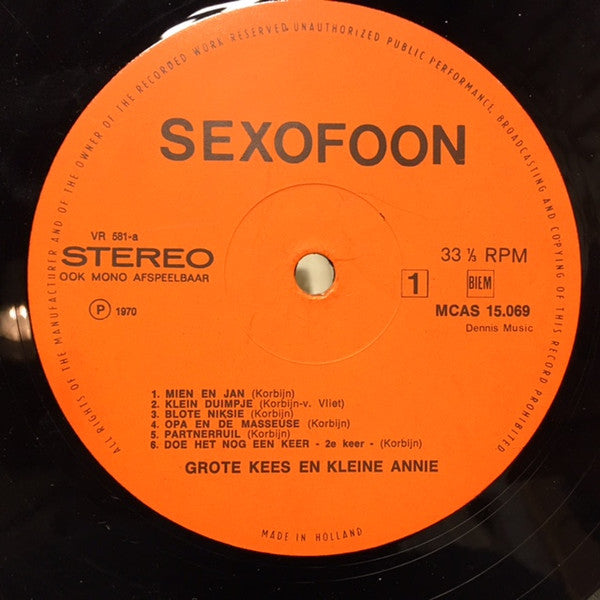 ALL RIGHTS OF THE MANUFACTURER AND OF THE OWNER OF THE RECORDED WORK RESERVED. UNAUTHORIZED PUBLIC PERFORMANCE, BROADCASTING AND COPYING OF THIS RECORD PROHIBITED
SEXOFOON
VR 581-a
STEREO
OOK MONO AFSPEELBAAR
Ⓟ 1970
33 ⅓ RPM
1 BIEM
MCAS 15.069
Dennis Music
1. MIEN EN JAN (Korbijn)
2. KLEIN DUIMPJE (Korbijn-v. Vliet)
3. BLOTE NIKSIE (Korbijn)
4. OPA EN DE MASSEUSE (Korbijn)
5. PARTNERRUIL (Korbijn)
6. DOE HET NOG EEN KEER - 2e keer - (Korbijn)
GROTE KEES EN KLEINE ANNIE
MADE IN HOLLAND